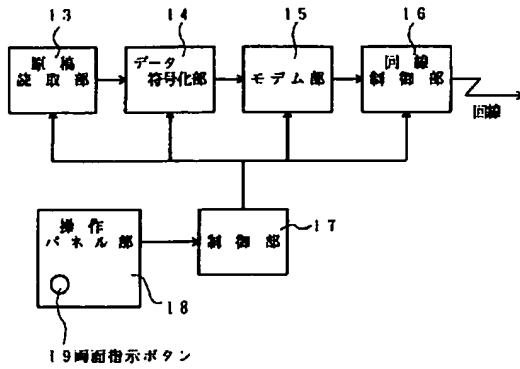 13
原稿
読取部
14
データ
符号化部
15
モデム部
16
回線
制御部
回線
操作
パネル部
18
制御部
17
19両面指示ボタン